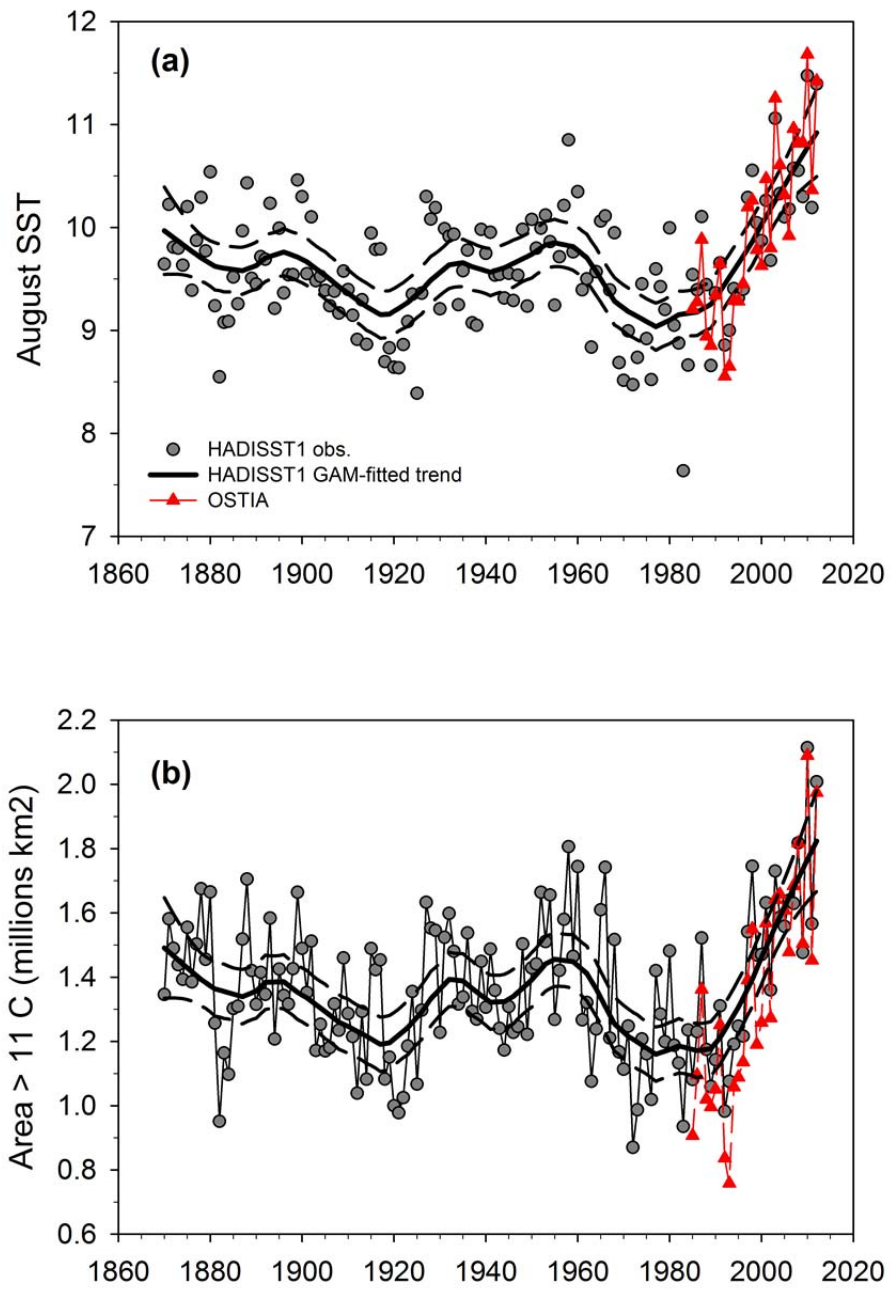 (a)
August SST
12
11
10
9
8
7
HADISST1 obs.
HADISST1 GAM-fitted trend
OSTIA
1860 1880 1900 1920 1940 1960 1980 2000 2020
(b)
Area > 11 C (millions km2)
2.2
2.0
1.8
1.6
1.4
1.2
1.0
0.8
0.6
1860 1880 1900 1920 1940 1960 1980 2000 2020